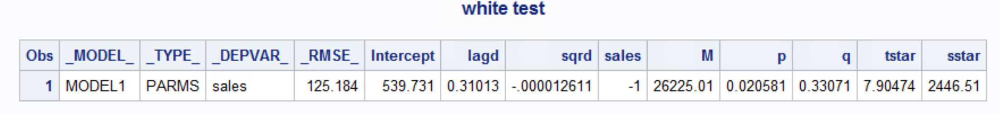 white test
Obs _MODEL_ _TYPE_ _DEPVAR_ _RMSE_ Intercept lagd sqrd sales M p q tstar sstar
1 MODEL1 PARMS sales 125.184 539.731 0.31013 -.000012611 -1 26225.01 0.020581 0.33071 7.90474 2446.51